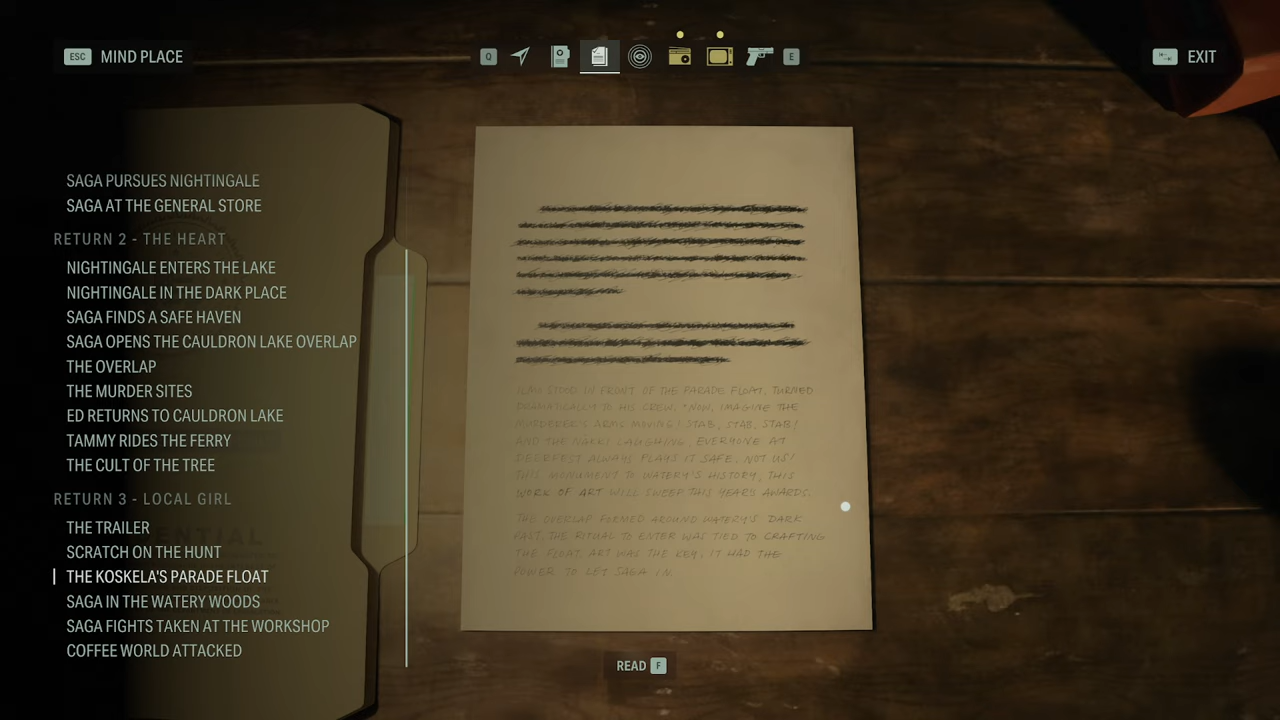 ESC MIND PLACE
Q
E
EXIT
SAGA PURSUES NIGHTINGALE
SAGA AT THE GENERAL STORE
RETURN 2 - THE HEART
NIGHTINGALE ENTERS THE LAKE
NIGHTINGALE IN THE DARK PLACE
SAGA FINDS A SAFE HAVEN
SAGA OPENS THE CAULDRON LAKE OVERLAP
THE OVERLAP
THE MURDER SITES
ED RETURNS TO CAULDRON LAKE
TAMMY RIDES THE FERRY
THE CULT OF THE TREE
RETURN 3 - LOCAL GIRL
THE TRAILER
SCRATCH ON THE HUNT
THE KOSKELA'S PARADE FLOAT
SAGA IN THE WATERY WOODS
SAGA FIGHTS TAKEN AT THE WORKSHOP
COFFEE WORLD ATTACKED
STOOD IN FRONT OF THE PARADE FLOAT, TURNED
DRAMATICALLY TO HIS CREW. "NOW, IMAGINE THE
MURDERER'S ARM MOVING! STAB, STAB, STAB!
AND THE NAKKI LAUGHING. EVERYONE AT
DEERFEST ALWAYS PLAYS IT SAFE. NOT US!
THIS MONUMENT TO WATERY'S HISTORY, THIS
WORK OF ART WILL SWEEP THIS YEAR'S AWARDS.
THE OVERLAP FORMED AROUND WATERY'S DARK
PAST. THE RITUAL TO ENTER WAS TIED TO CRAFTING
THE FLOAT. ART WAS THE KEY; IT HAD THE
POWER TO LET SAGA IN.
READ F